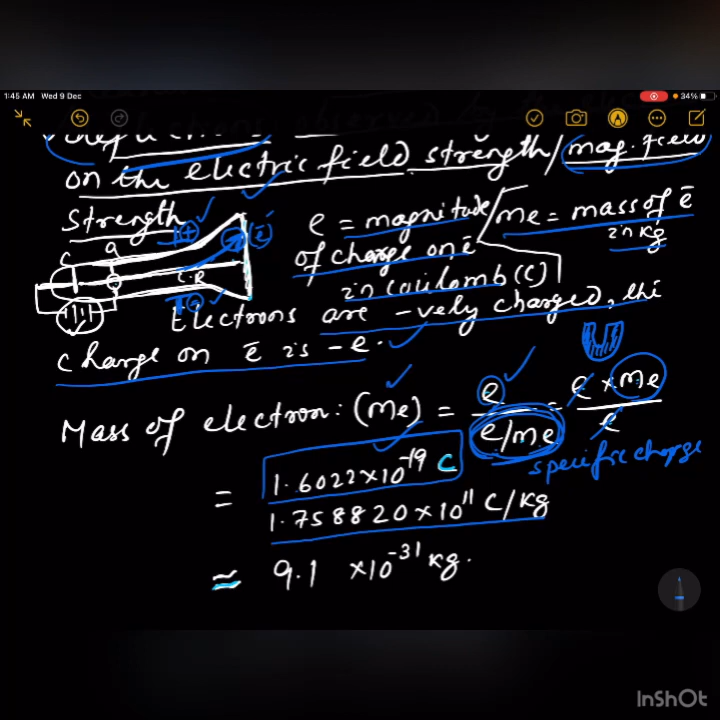 1:45 AM Wed 9 Dec
34%
on the electric field strength/mag. field
Strength
e = magnitude/me = mass of ē
of charge on ē in kg
in Coulomb (C)
C a + (ē)
C.R
Electrons are -vely charged, the
charge on ē is -e.
Mass of electron: (me) = e / e/me = e × me / e
specific charge
= 1.6022×10⁻¹⁹ C
1.758820×10¹¹ C/kg
≈ 9.1 ×10⁻³¹ kg.
InShOt